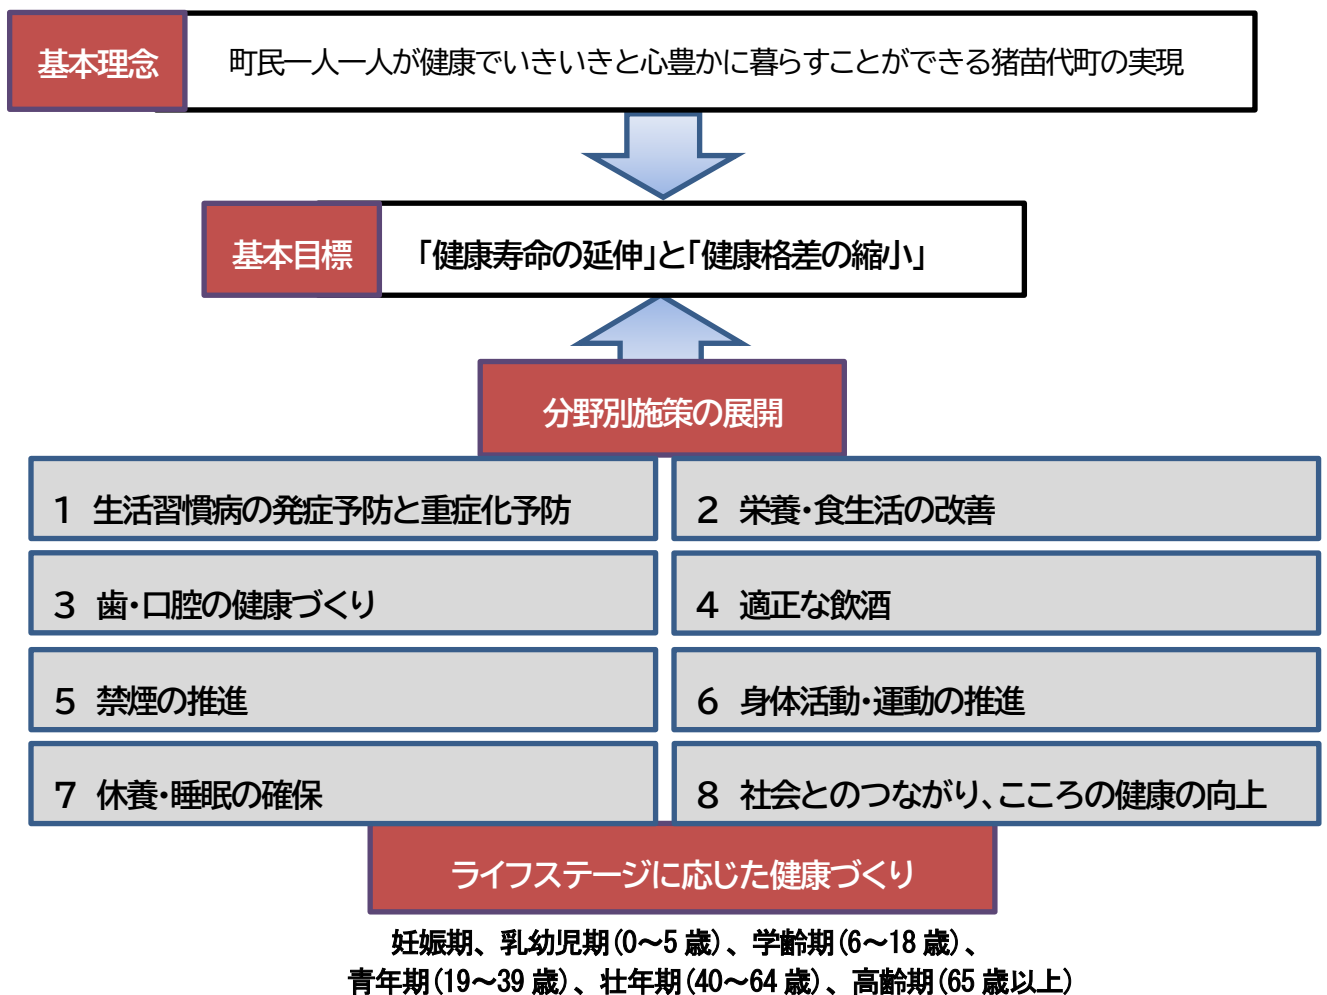 基本理念 町民一人一人が健康でいきいきと心豊かに暮らすことができる猪苗代町の実現
基本目標 「健康寿命の延伸」と「健康格差の縮小」
分野別施策の展開
1 生活習慣病の発症予防と重症化予防
2 栄養・食生活の改善
3 歯・口腔の健康づくり
4 適正な飲酒
5 禁煙の推進
6 身体活動・運動の推進
7 休養・睡眠の確保
8 社会とのつながり、こころの健康の向上
ライフステージに応じた健康づくり
妊娠期、乳幼児期(0～5歳)、学齢期(6～18歳)、
青年期(19～39歳)、壮年期(40～64歳)、高齢期(65歳以上)